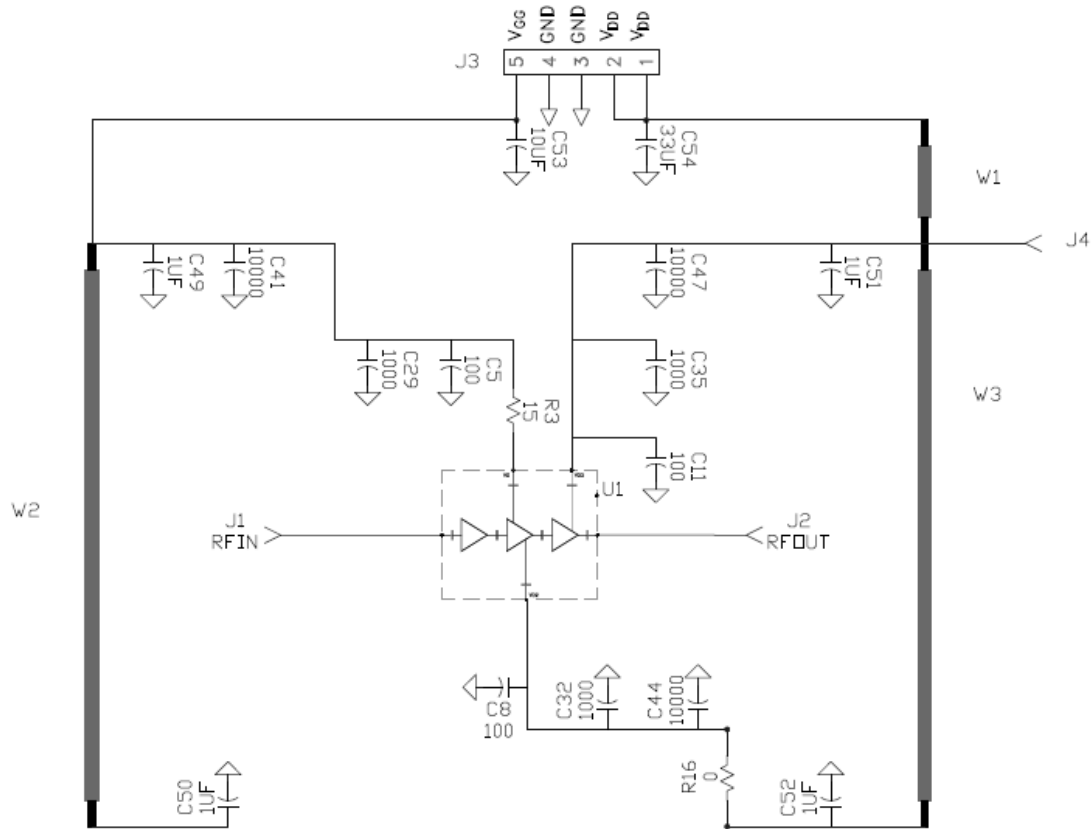 VGG
GND
GND
VDD
VDD
J3
5
4
3
2
1
C53
10UF
C54
33UF
W1
J4
C49
1UF
C41
10000
C47
10000
C51
1UF
C29
1000
C5
100
C35
1000
W3
R3
15
C11
100
U1
W2
J1
RFIN
J2
RFOUT
C8
100
C32
1000
C44
10000
R16
0
C50
1UF
C52
1UF